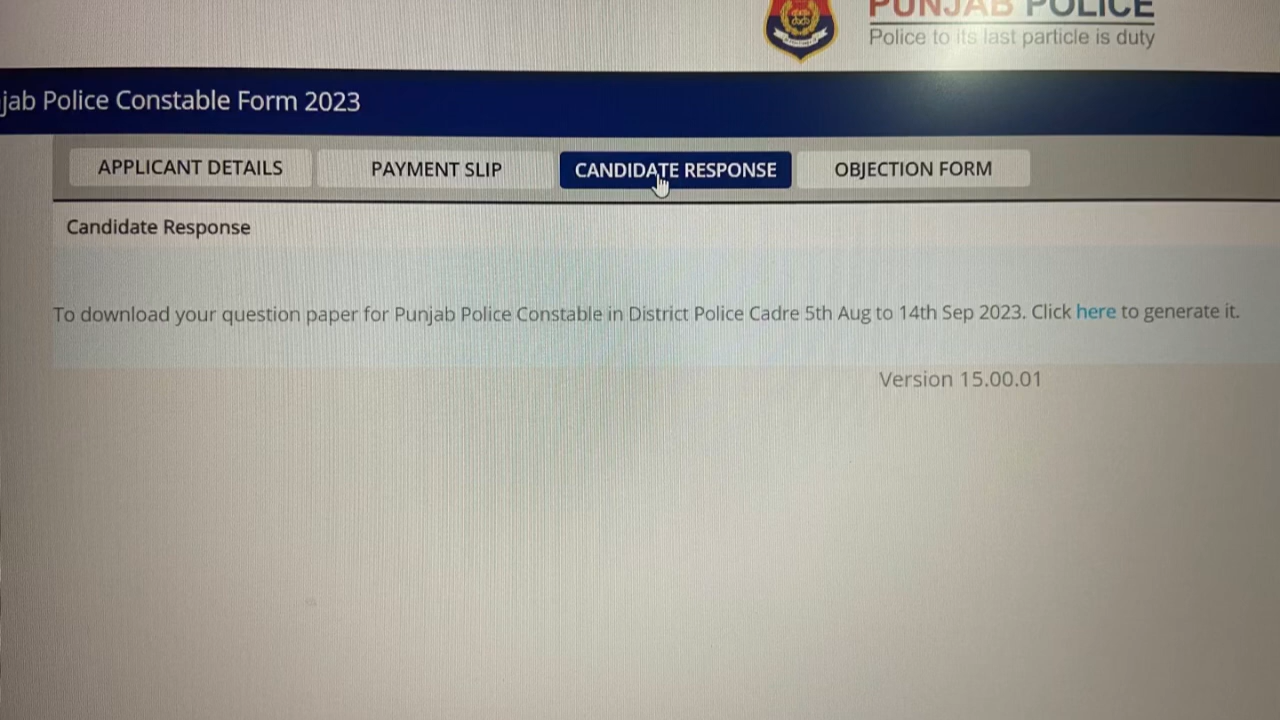 PUNJAB POLICE
Police to its last particle is duty
jab Police Constable Form 2023
APPLICANT DETAILS
PAYMENT SLIP
CANDIDATE RESPONSE
OBJECTION FORM
Candidate Response
To download your question paper for Punjab Police Constable in District Police Cadre 5th Aug to 14th Sep 2023. Click here to generate it.
Version 15.00.01